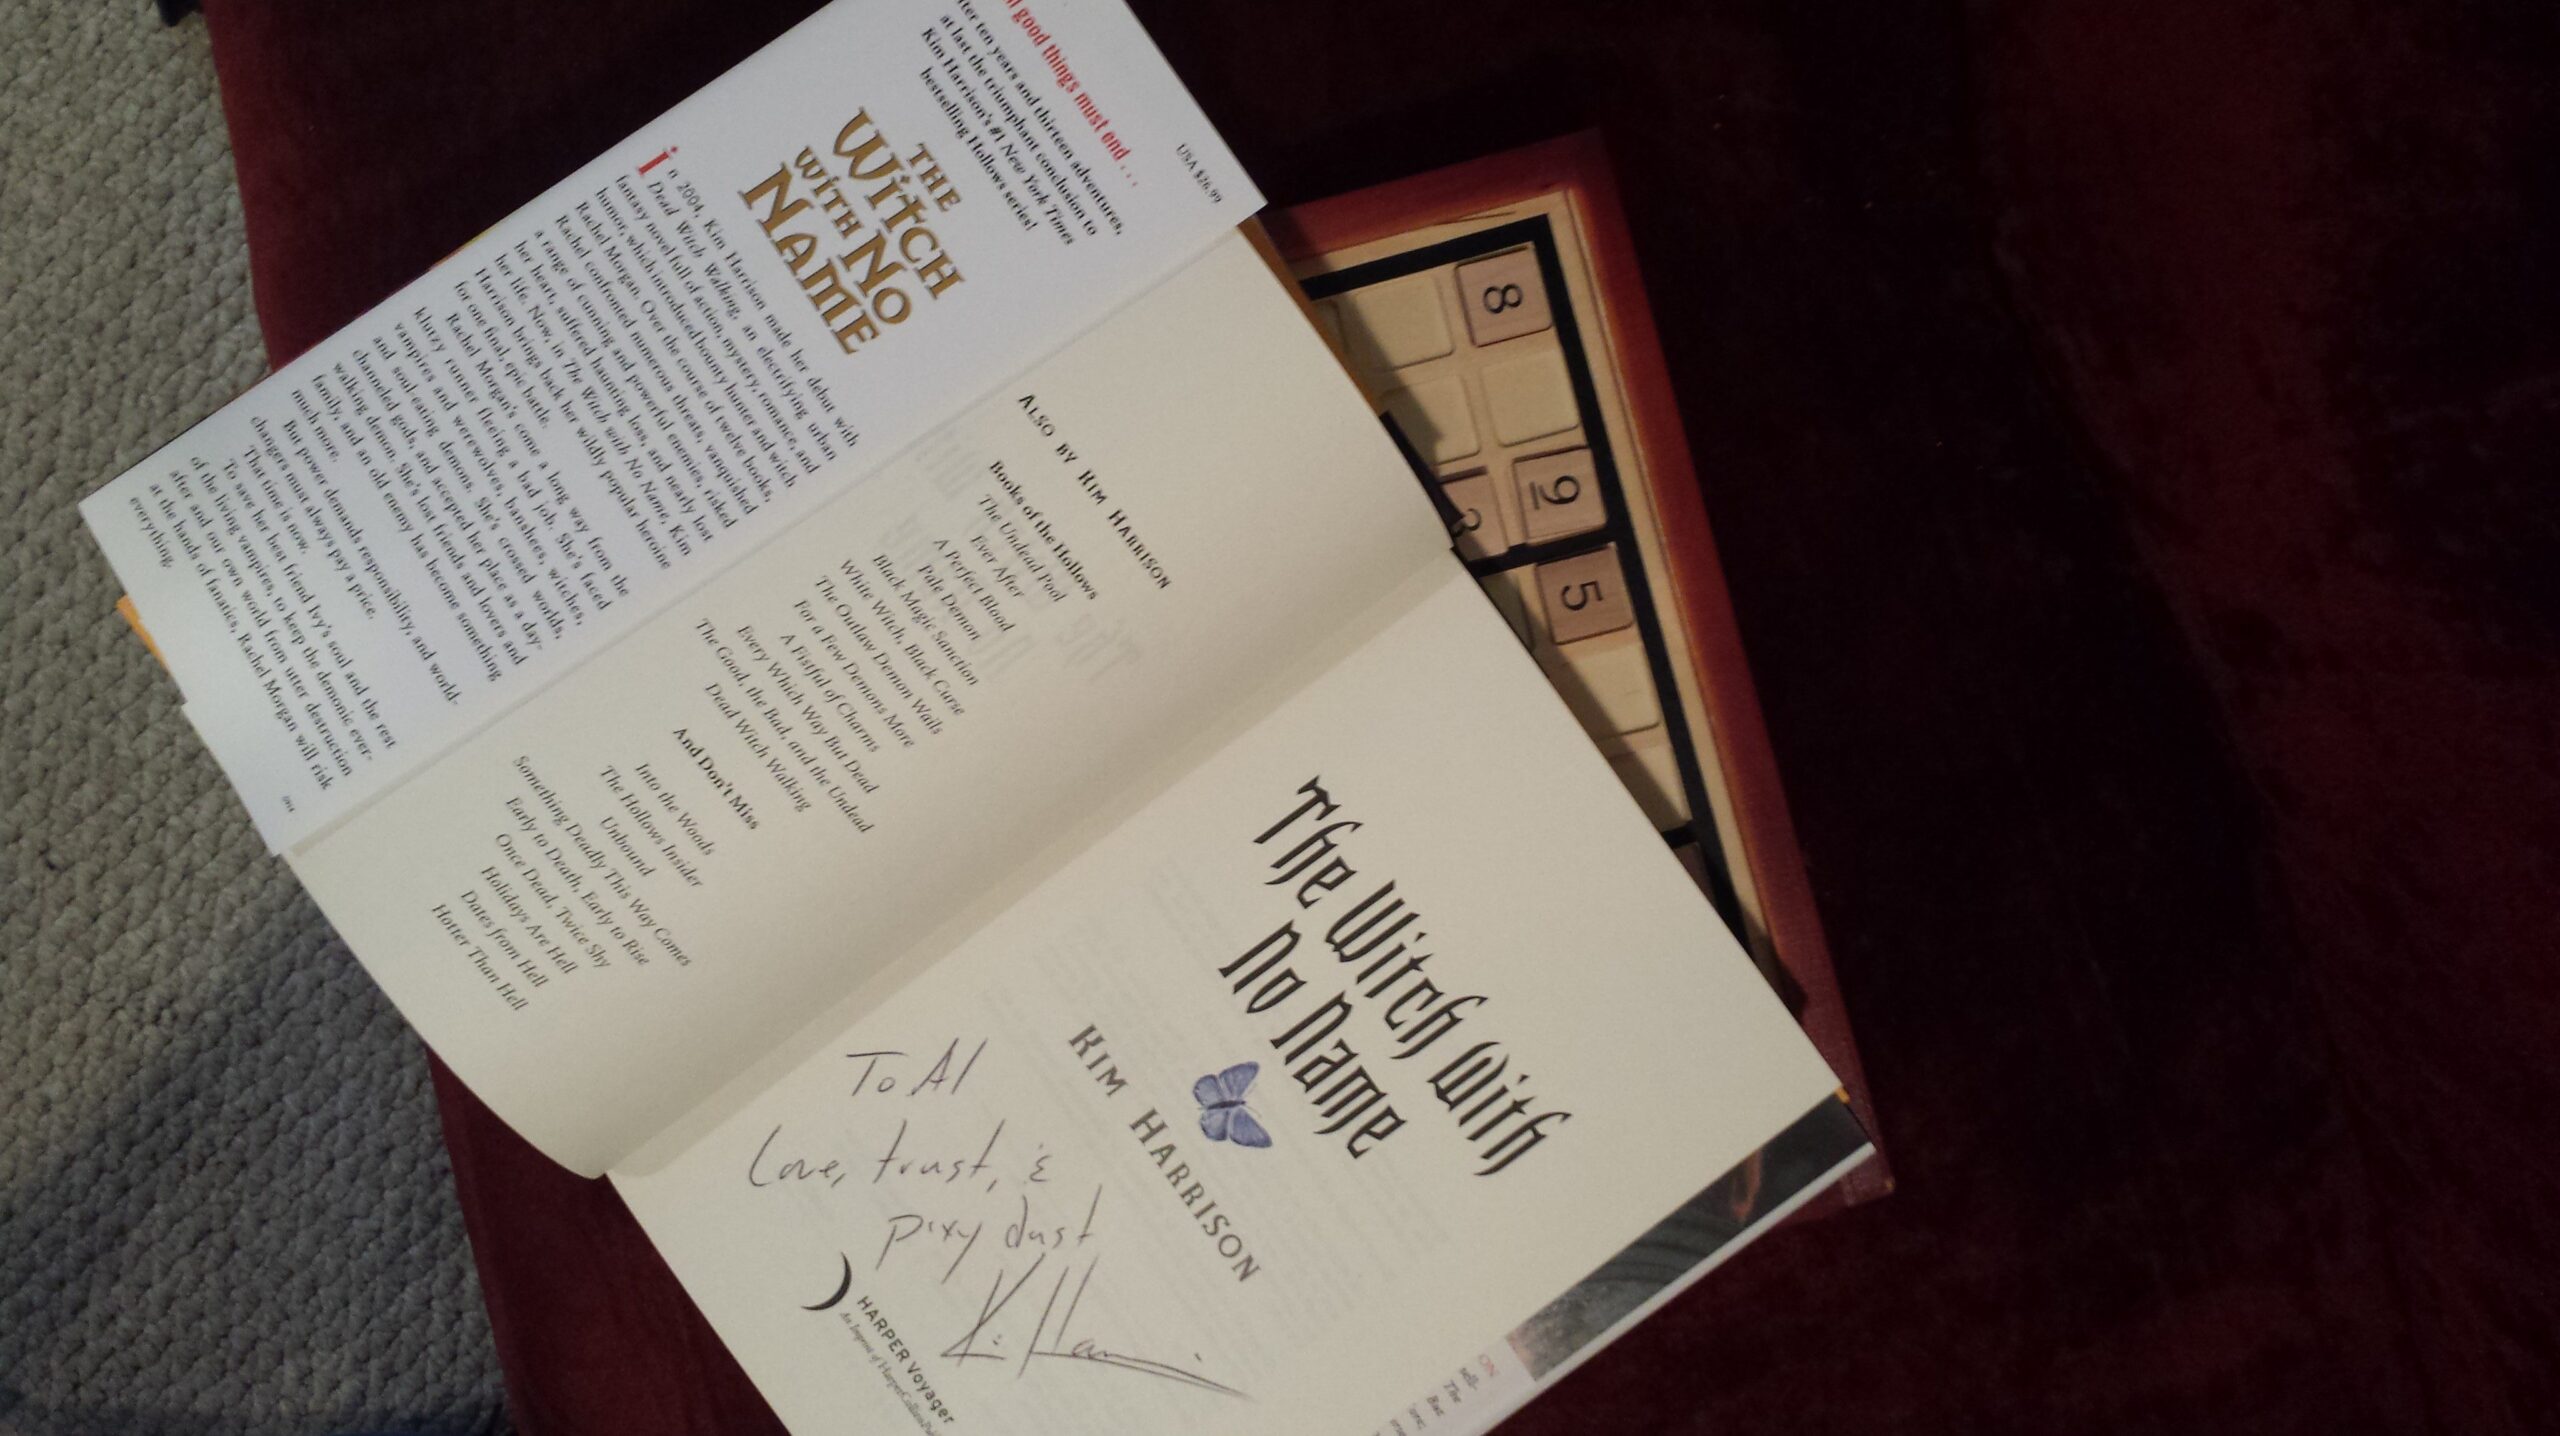 USA $26.99
good things must end . . .
ten years and thirteen adventures,
at last the triumphant conclusion to
Kim Harrison's #1 New York Times
bestselling Hollows series!
THE
WITCH
WITH NO
NAME
In 2004, Kim Harrison made her debut with
Dead Witch Walking, an electrifying urban
fantasy novel full of action, mystery, romance, and
humor, which introduced bounty hunter and witch
Rachel Morgan. Over the course of twelve books,
Rachel confronted numerous threats, vanquished
a range of cunning and powerful enemies, risked
her heart, suffered haunting loss, and nearly lost
her life. Now, in The Witch with No Name, Kim
Harrison brings back her wildly popular heroine
for one final, epic battle.
Rachel Morgan's come a long way from the
klutzy runner fleeing a bad job. She's faced
vampires and werewolves, banshees, witches,
and soul-eating demons. She's crossed worlds,
channeled gods, and accepted her place as a day-
walking demon. She's lost friends and lovers and
family, and an old enemy has become something
much more.
But power demands responsibility, and world-
changers must always pay a price.
That time is now.
To save her best friend Ivy's soul and the rest
of the living vampires, to keep the demonic ever-
after and our own world from utter destruction
at the hands of fanatics, Rachel Morgan will risk
everything.
ALSO BY KIM HARRISON
Books of the Hollows
The Undead Pool
Ever After
A Perfect Blood
Pale Demon
Black Magic Sanction
White Witch, Black Curse
The Outlaw Demon Wails
For a Few Demons More
A Fistful of Charms
Every Which Way But Dead
The Good, the Bad, and the Undead
Dead Witch Walking
And Don't Miss
Into the Woods
The Hollows Insider
Unbound
Something Deadly This Way Comes
Early to Death, Early to Rise
Once Dead, Twice Shy
Holidays Are Hell
Dates from Hell
Hotter Than Hell
The Witch with
No Name
KIM HARRISON
To Al
Love, trust, &
pixy dust
Kim Harrison
HARPER Voyager
An Imprint of HarperCollins
8
9
3
5